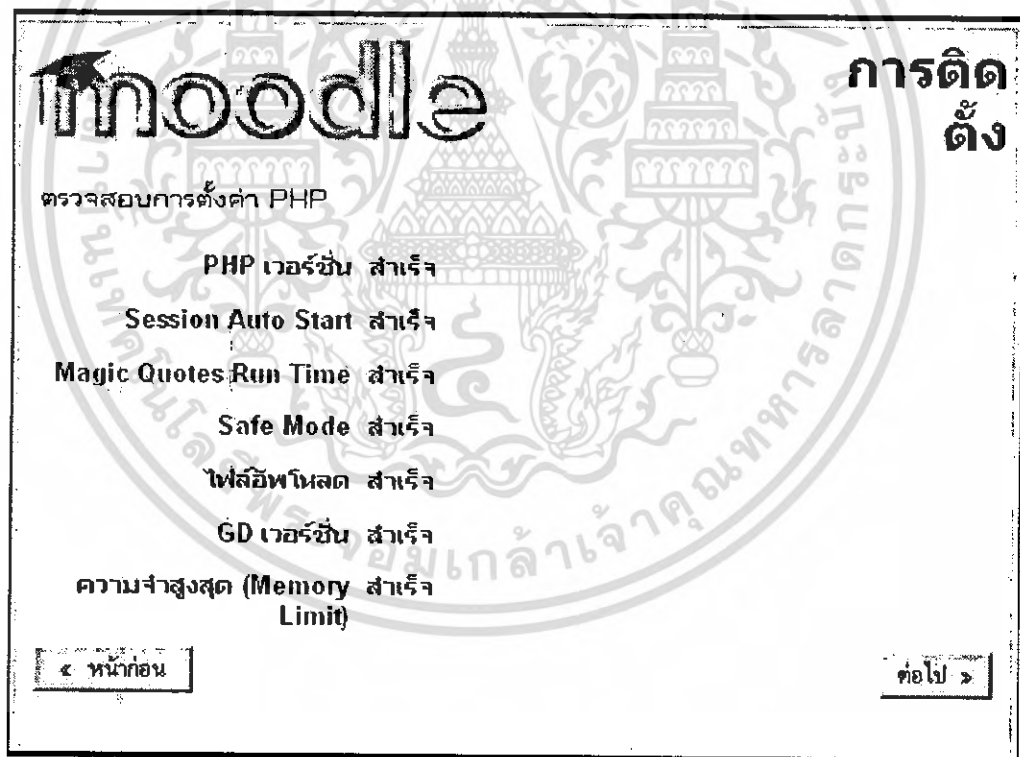 moodle
การติด
ตั้ง
ตรวจสอบการตั้งค่า PHP
PHP เวอร์ชั่น สำเร็จ
Session Auto Start สำเร็จ
Magic Quotes Run Time สำเร็จ
Safe Mode สำเร็จ
ไฟล์อัพโหลด สำเร็จ
GD เวอร์ชั่น สำเร็จ
ความจำสูงสุด (Memory สำเร็จ
Limit)
« หน้าก่อน
ต่อไป »